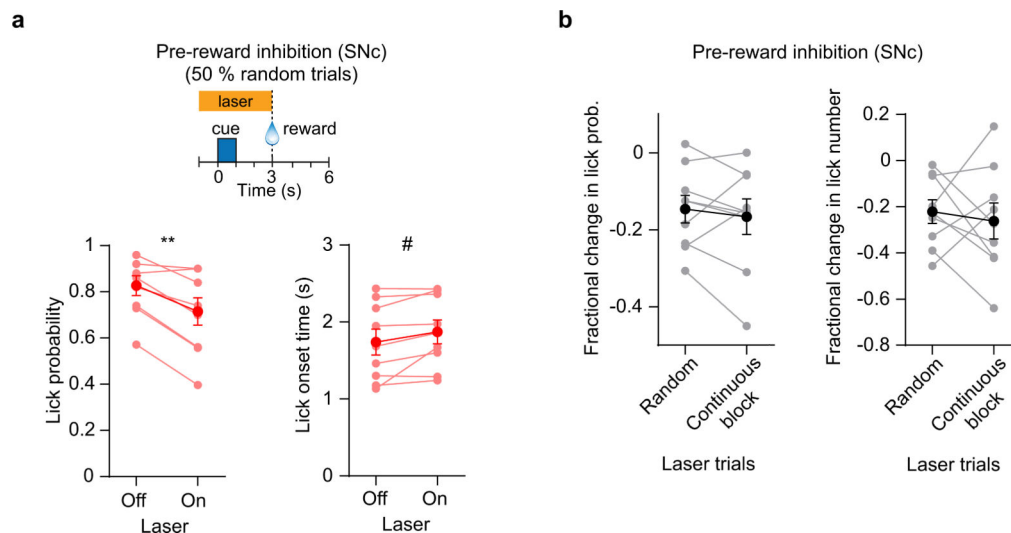 a
Pre-reward inhibition (SNc)
(50 % random trials)
laser
cue
reward
0
3
6
Time (s)
**
1
0.8
0.6
0.4
0.2
0
Lick probability
Off
On
Laser
#
3
2
1
0
Lick onset time (s)
Off
On
Laser
b
Pre-reward inhibition (SNc)
0
-0.2
-0.4
Fractional change in lick prob.
Random
Continuous
block
Laser trials
0.2
0
-0.2
-0.4
-0.6
-0.8
Fractional change in lick number
Random
Continuous
block
Laser trials